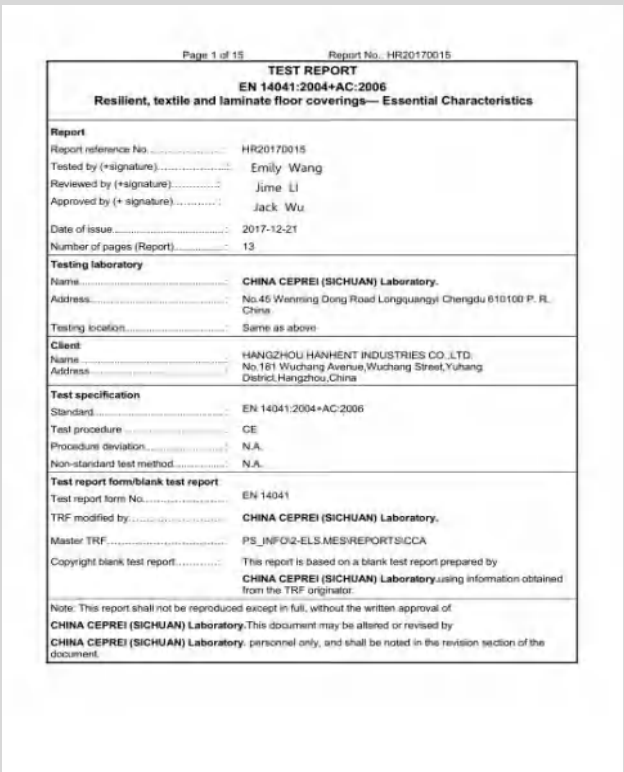 Page 1 of 15 Report No.: HR20170015
TEST REPORT
EN 14041:2004+AC:2006
Resilient, textile and laminate floor coverings— Essential Characteristics
Report
Report reference No. HR20170015
Tested by (+signature) Emily Wang
Reviewed by (+signature) Jime LI
Approved by (+ signature) Jack Wu
Date of issue 2017-12-21
Number of pages (Report) 13
Testing laboratory
Name CHINA CEPREI (SICHUAN) Laboratory.
Address No.45 Wenming Dong Road Longquangyi Chengdu 610100 P. R.
China
Testing location Same as above
Client
Name HANGZHOU HANHENT INDUSTRIES CO.,LTD.
Address No.181 Wuchang Avenue,Wuchang Street,Yuhang
District,Hangzhou,China
Test specification
Standard EN 14041:2004+AC:2006
Test procedure CE
Procedure deviation N.A.
Non-standard test method N.A.
Test report form/blank test report
Test report form No. EN 14041
TRF modified by CHINA CEPREI (SICHUAN) Laboratory.
Master TRF PS_INFO\2-ELS.MES\REPORTS\CCA
Copyright blank test report This report is based on a blank test report prepared by
CHINA CEPREI (SICHUAN) Laboratory.using information obtained
from the TRF originator.
Note: This report shall not be reproduced except in full, without the written approval of
CHINA CEPREI (SICHUAN) Laboratory.This document may be altered or revised by
CHINA CEPREI (SICHUAN) Laboratory. personnel only, and shall be noted in the revision section of the
document.